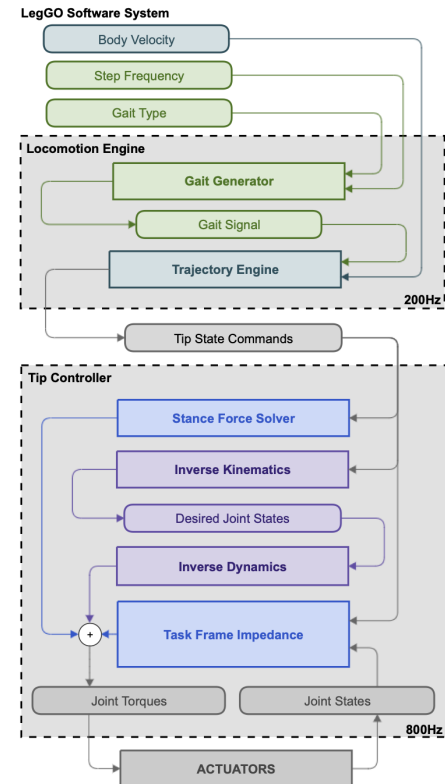 LegGO Software System
Body Velocity
Step Frequency
Gait Type
Locomotion Engine
Gait Generator
Gait Signal
Trajectory Engine
200Hz
Tip State Commands
Tip Controller
Stance Force Solver
Inverse Kinematics
Desired Joint States
Inverse Dynamics
+
Task Frame Impedance
Joint Torques
Joint States
800Hz
ACTUATORS